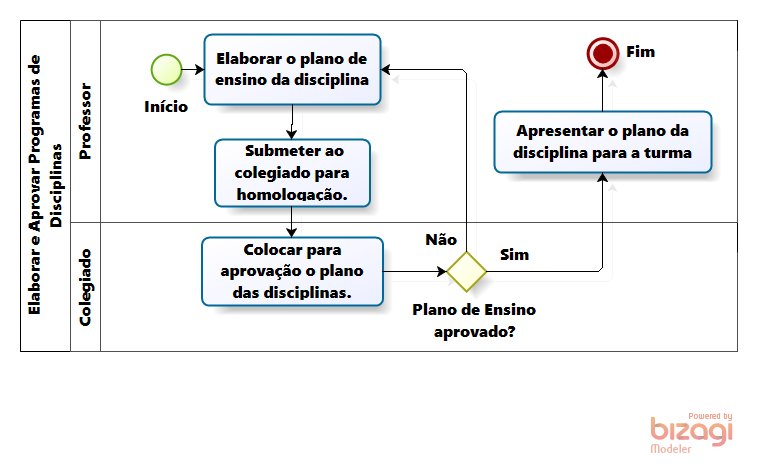 Elaborar e Aprovar Programas de
Disciplinas
Professor
Início
Elaborar o plano de
ensino da disciplina
Submeter ao
colegiado para
homologação.
Fim
Apresentar o plano da
disciplina para a turma
Colegiado
Colocar para
aprovação o plano
das disciplinas.
Não
Sim
Plano de Ensino
aprovado?
Powered by
bizagi
Modeler